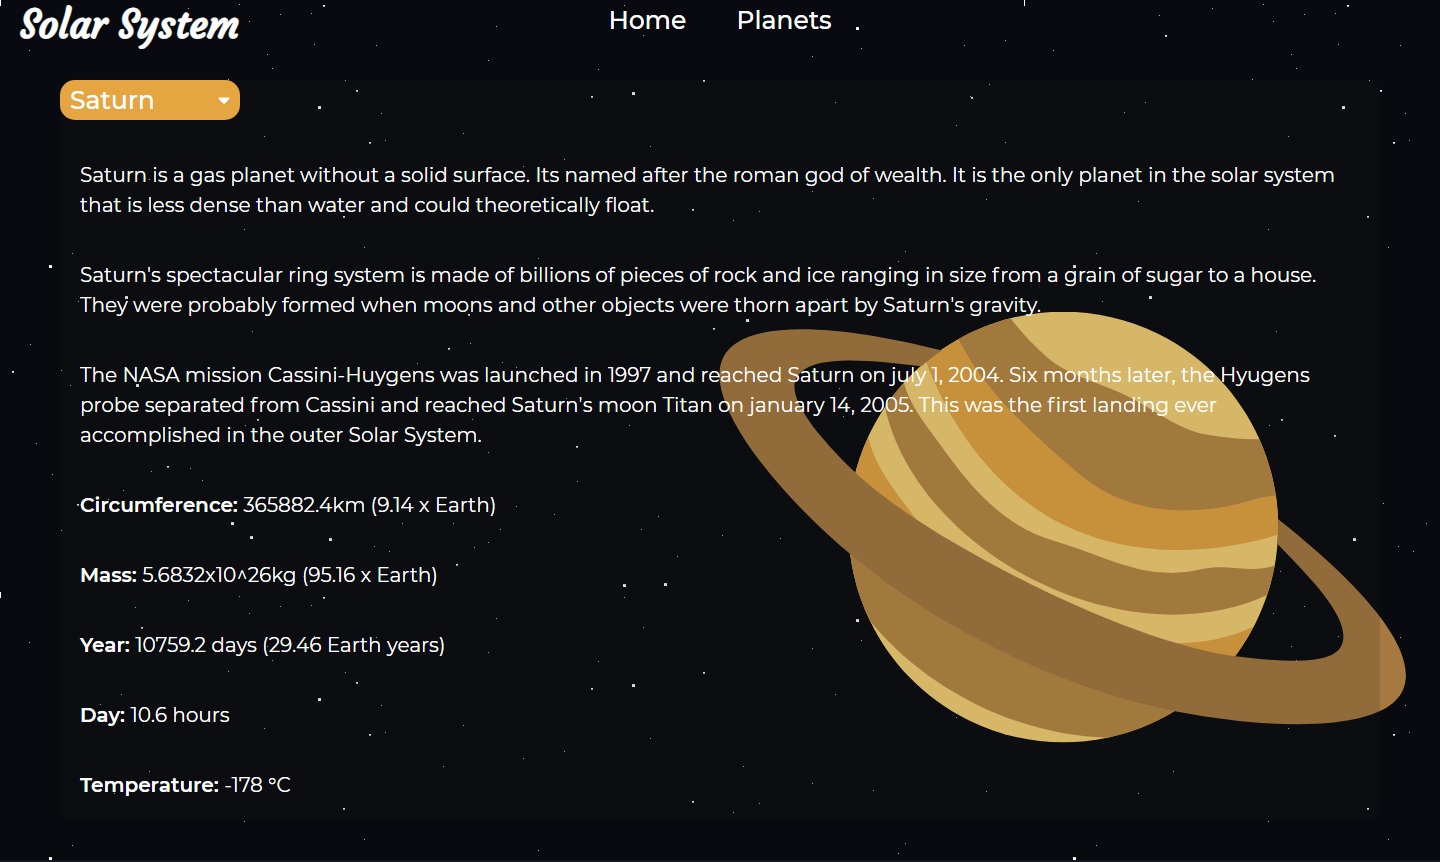 Solar System
Home Planets
Saturn
Saturn is a gas planet without a solid surface. Its named after the roman god of wealth. It is the only planet in the solar system
that is less dense than water and could theoretically float.
Saturn's spectacular ring system is made of billions of pieces of rock and ice ranging in size from a grain of sugar to a house.
They were probably formed when moons and other objects were thorn apart by Saturn's gravity.
The NASA mission Cassini-Huygens was launched in 1997 and reached Saturn on july 1, 2004. Six months later, the Hyugens
probe separated from Cassini and reached Saturn's moon Titan on january 14, 2005. This was the first landing ever
accomplished in the outer Solar System.
Circumference: 365882.4km (9.14 x Earth)
Mass: 5.6832x10^26kg (95.16 x Earth)
Year: 10759.2 days (29.46 Earth years)
Day: 10.6 hours
Temperature: -178 °C